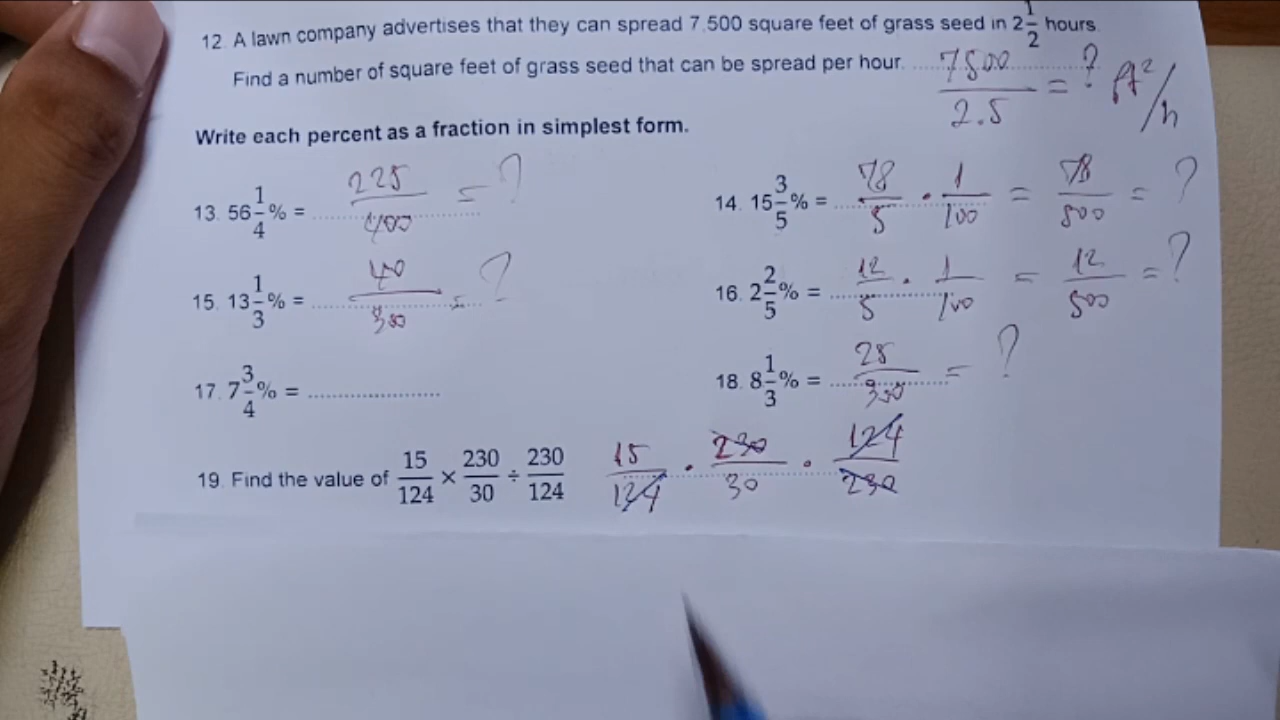 12. A lawn company advertises that they can spread 7,500 square feet of grass seed in 2 1/2 hours.
Find a number of square feet of grass seed that can be spread per hour. 7500/2.5 = ? ft²/h
Write each percent as a fraction in simplest form.
13. 56 1/4 % = 225/400 = ?
14. 15 3/5 % = 78/5 · 1/100 = 78/500 = ?
15. 13 1/3 % = 40/300 = ?
16. 2 2/5 % = 12/5 · 1/100 = 12/500 = ?
17. 7 3/4 % = ......................
18. 8 1/3 % = 25/300 = ?
19. Find the value of 15/124 × 230/30 ÷ 230/124 15/124 · 230/30 · 124/230